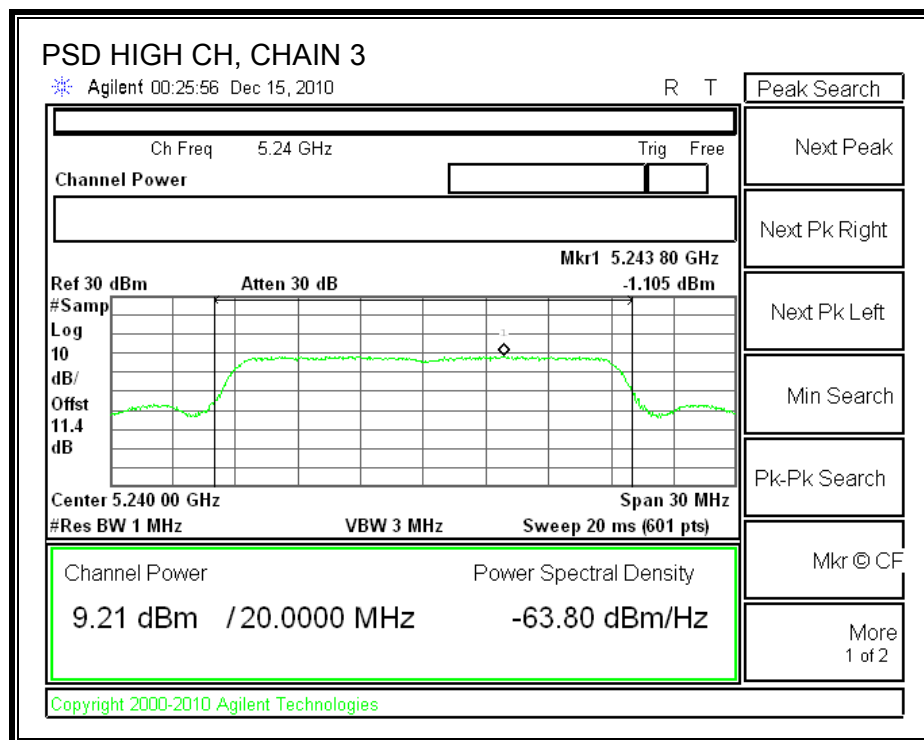 PSD HIGH CH, CHAIN 3
Agilent 00:25:56 Dec 15, 2010 R T
Peak Search
Ch Freq 5.24 GHz Trig Free
Channel Power
Next Peak
Next Pk Right
Mkr1 5.243 80 GHz
Ref 30 dBm Atten 30 dB -1.105 dBm
#Samp
Log
10
dB/
Offst
11.4
dB
1
Next Pk Left
Min Search
Pk-Pk Search
Center 5.240 00 GHz Span 30 MHz
#Res BW 1 MHz VBW 3 MHz Sweep 20 ms (601 pts)
Channel Power Power Spectral Density
9.21 dBm / 20.0000 MHz -63.80 dBm/Hz
Mkr © CF
More
1 of 2
Copyright 2000-2010 Agilent Technologies